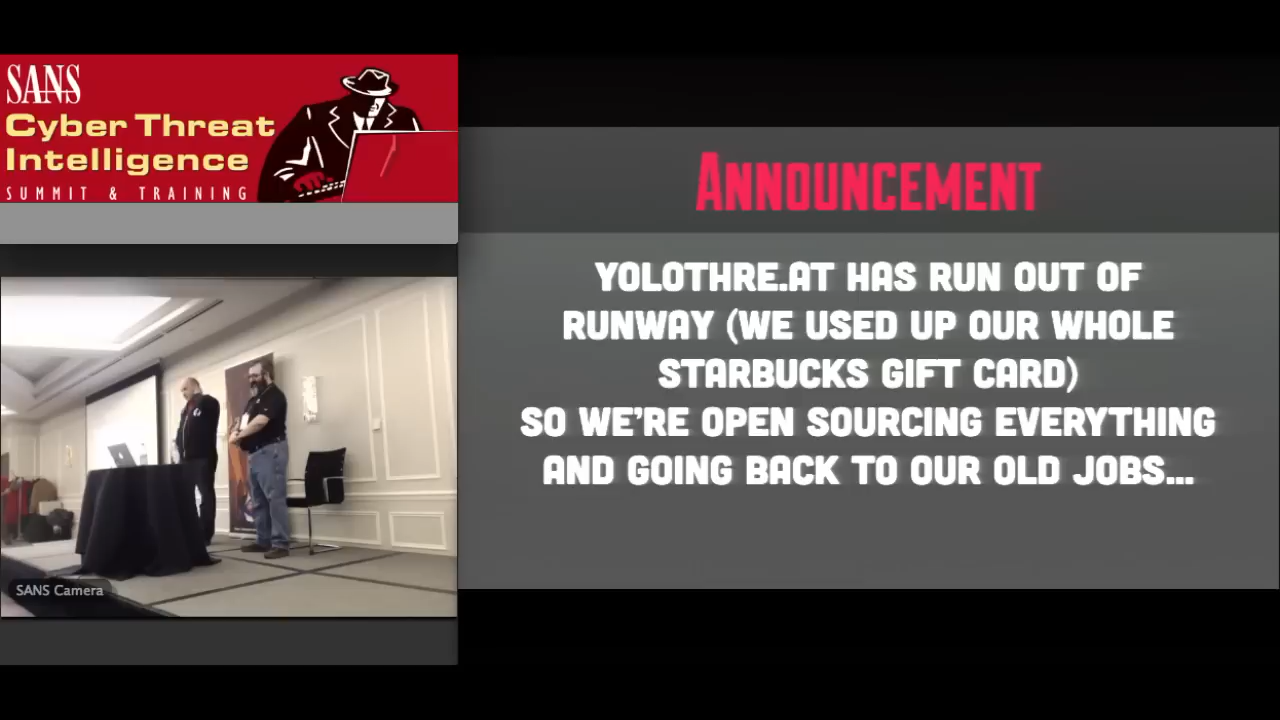 SANS
Cyber Threat
Intelligence
SUMMIT & TRAINING
ANNOUNCEMENT
YOLOTHRE.AT HAS RUN OUT OF
RUNWAY (WE USED UP OUR WHOLE
STARBUCKS GIFT CARD)
SO WE'RE OPEN SOURCING EVERYTHING
AND GOING BACK TO OUR OLD JOBS...
SANS Camera